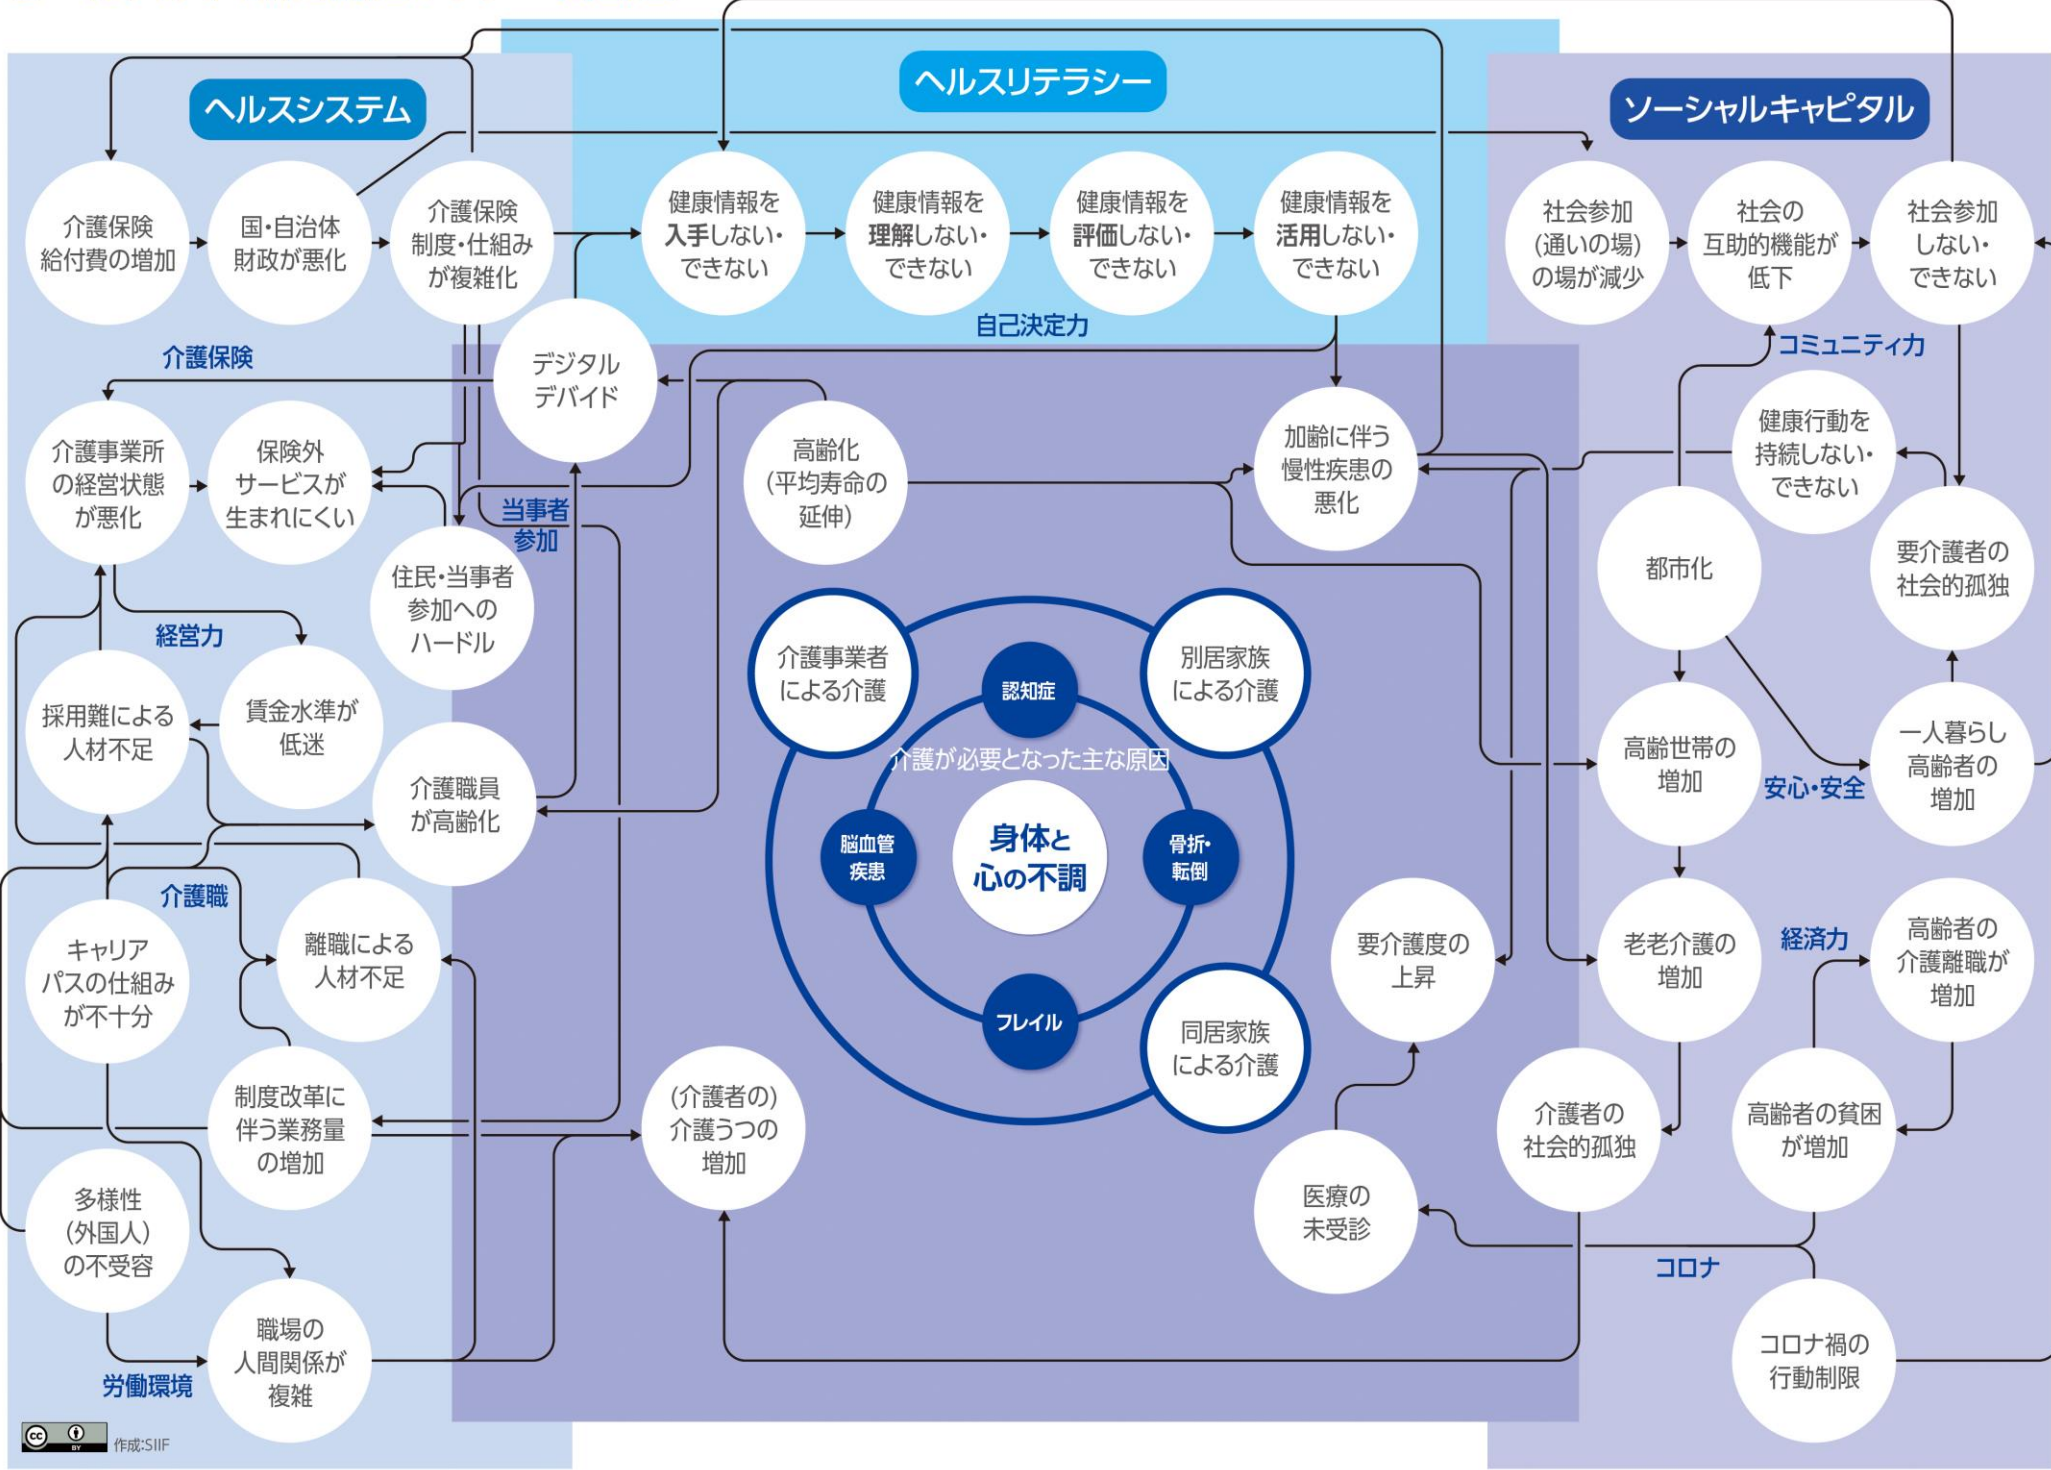 ヘルスシステム
ヘルスリテラシー
ソーシャルキャピタル
介護保険
給付費の増加
国・自治体
財政が悪化
介護保険
制度・仕組み
が複雑化
健康情報を
入手しない・
できない
健康情報を
理解しない・
できない
健康情報を
評価しない・
できない
健康情報を
活用しない・
できない
社会参加
(通いの場)
の場が減少
社会の
互助的機能が
低下
社会参加
しない・
できない
自己決定力
介護保険
コミュニティ力
デジタル
デバイド
介護事業所
の経営状態
が悪化
保険外
サービスが
生まれにくい
当事者
参加
高齢化
(平均寿命の
延伸)
加齢に伴う
慢性疾患の
悪化
健康行動を
持続しない・
できない
都市化
要介護者の
社会的孤独
住民・当事者
参加への
ハードル
経営力
採用難による
人材不足
賃金水準が
低迷
介護職員
が高齢化
介護事業者
による介護
別居家族
による介護
認知症
介護が必要となった主な原因
身体と
心の不調
脳血管
疾患
骨折・
転倒
フレイル
同居家族
による介護
高齢世帯の
増加
安心・安全
一人暮らし
高齢者の
増加
介護職
キャリア
パスの仕組み
が不十分
離職による
人材不足
要介護度の
上昇
老老介護の
増加
経済力
高齢者の
介護離職が
増加
制度改革に
伴う業務量
の増加
(介護者の)
介護うつの
増加
介護者の
社会的孤独
高齢者の貧困
が増加
多様性
(外国人)
の不受容
医療の
未受診
コロナ
職場の
人間関係が
複雑
労働環境
コロナ禍の
行動制限
cc
BY
作成:SIIF